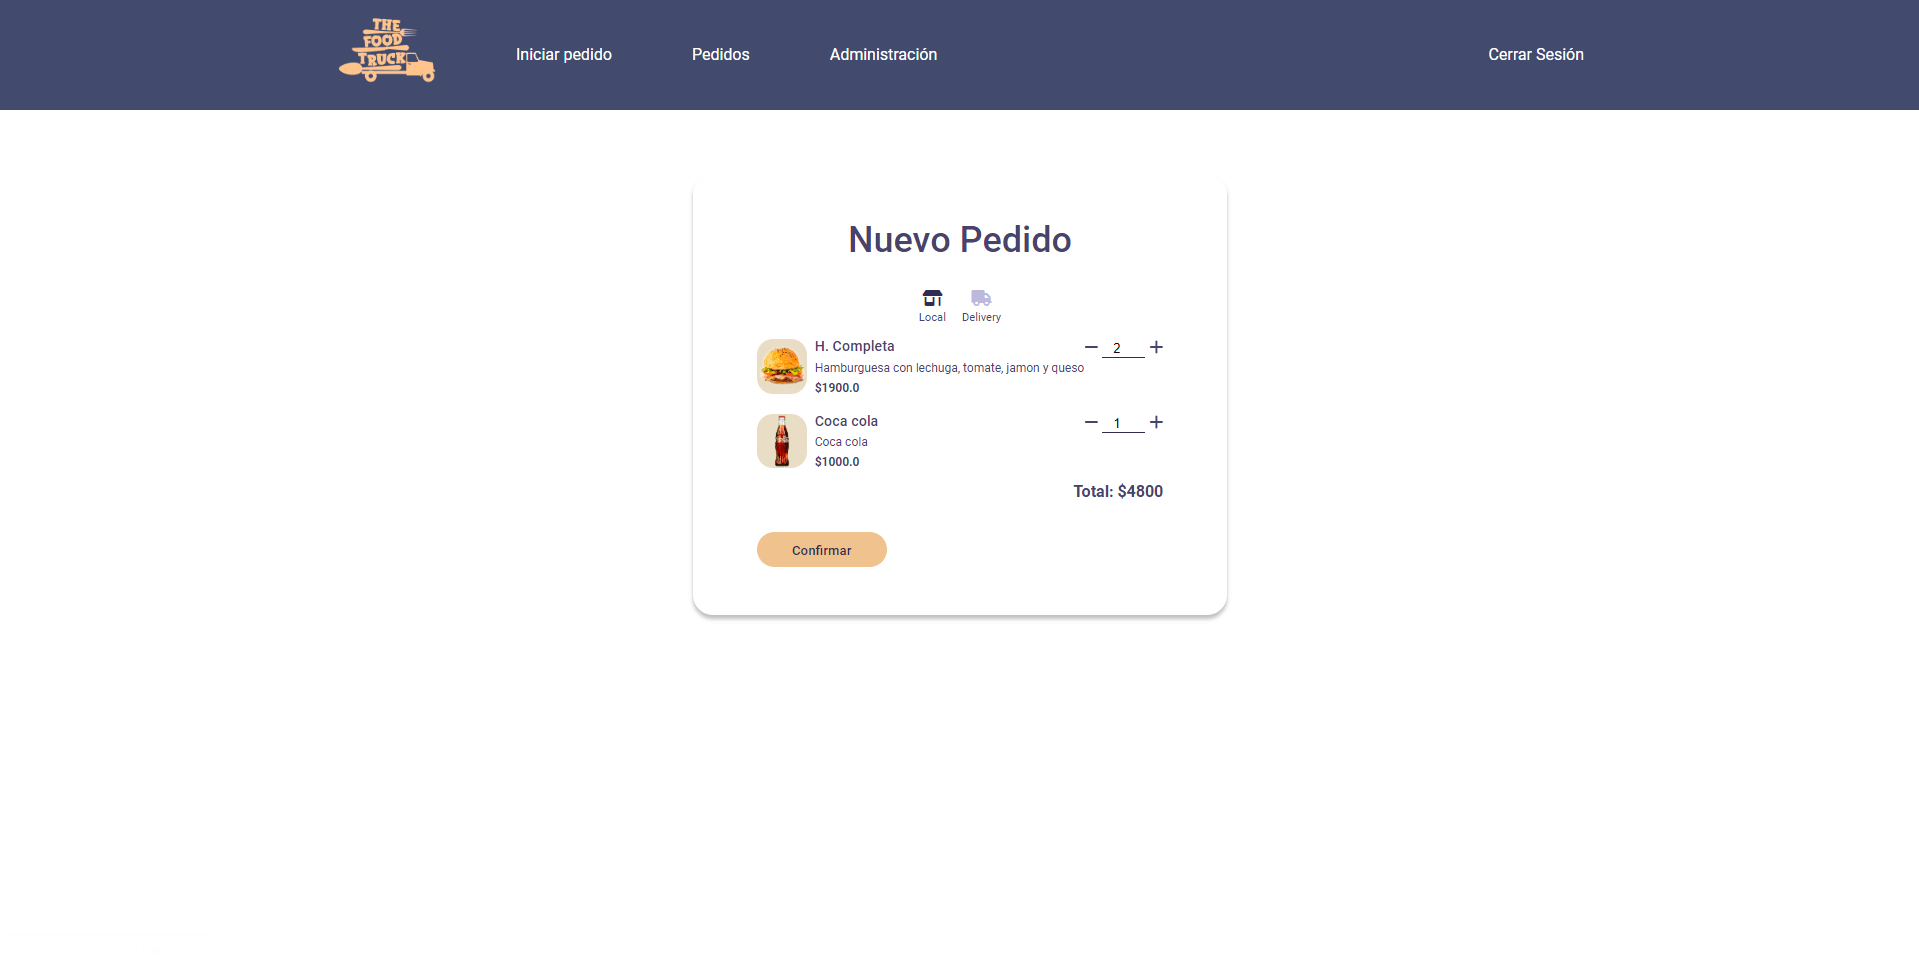 THE
FOOD
TRUCK
Iniciar pedido
Pedidos
Administración
Cerrar Sesión
Nuevo Pedido
Local
Delivery
H. Completa
2
Hamburguesa con lechuga, tomate, jamon y queso
$1900.0
Coca cola
1
Coca cola
$1000.0
Total: $4800
Confirmar